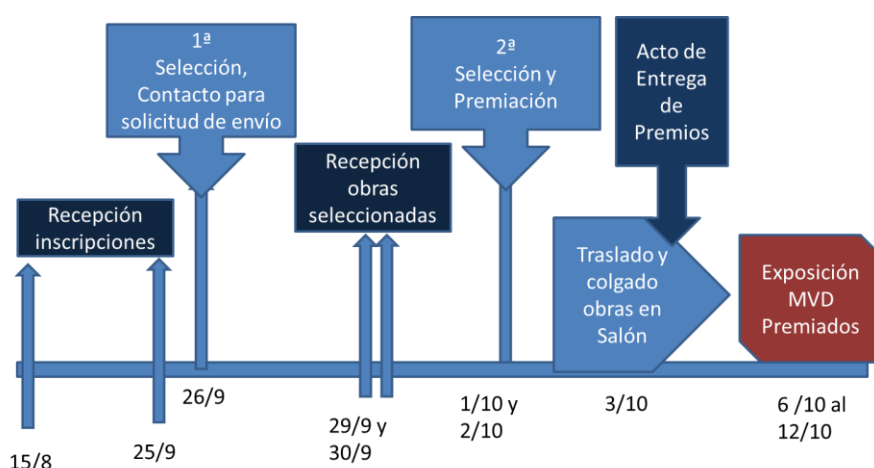 1ª
Selección,
Contacto para
solicitud de envío
2ª
Selección y
Premiación
Acto de
Entrega
de
Premios
Recepción
inscripciones
Recepción
obras
seleccionadas
Traslado y
colgado
obras en
Salón
Exposición
MVD
Premiados
15/8
25/9
26/9
29/9 y
30/9
1/10 y
2/10
3/10
6 /10 al
12/10